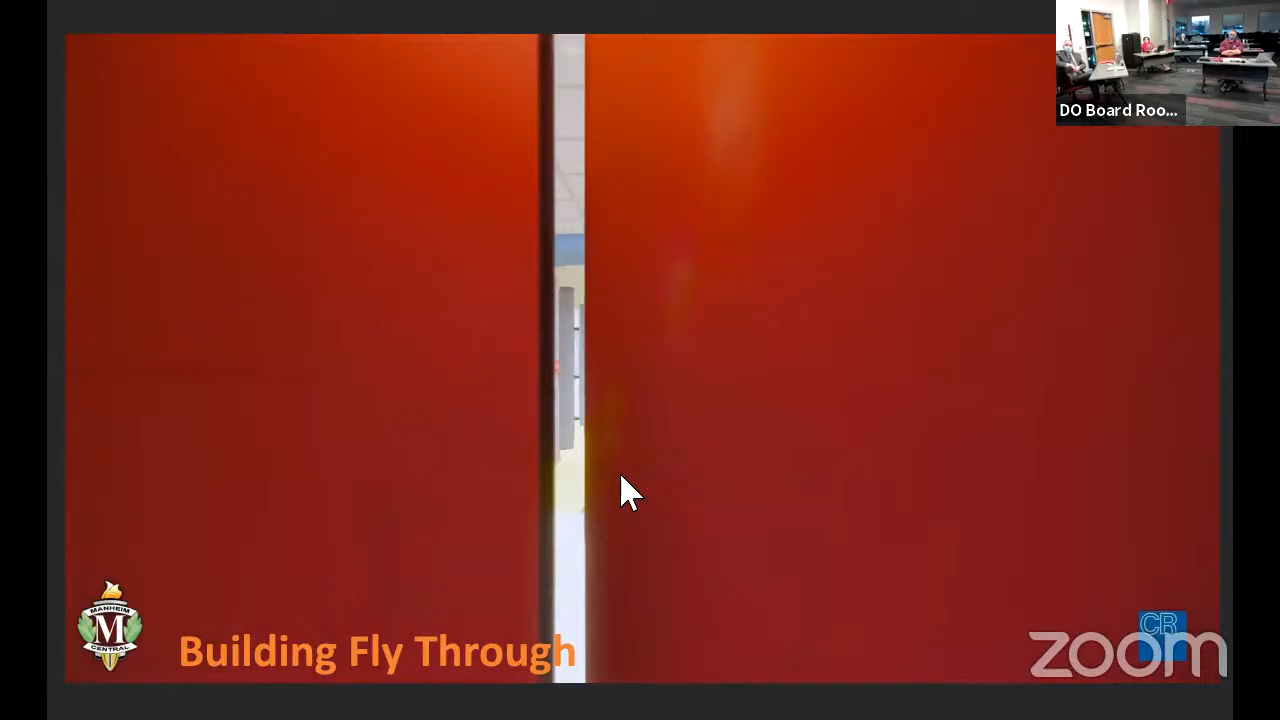 DO Board Roo...
MANHEIM
M
CENTRAL
Building Fly Through
CR
zoom